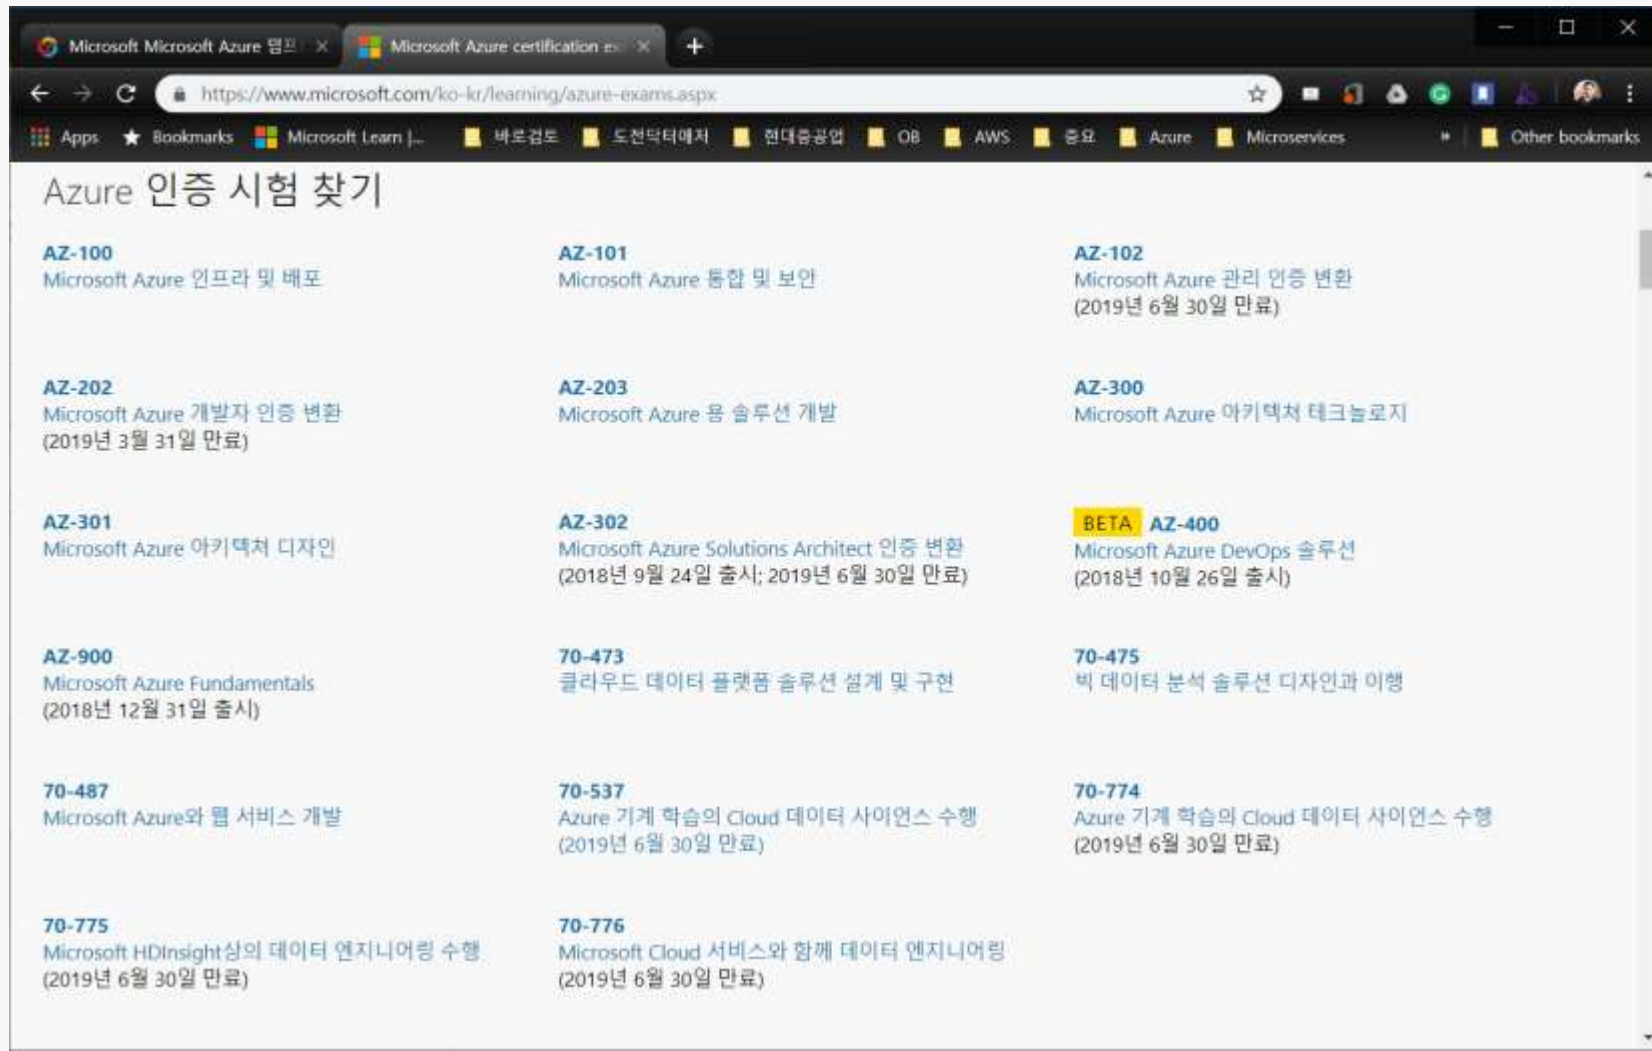 Microsoft Microsoft Azure 덤프
Microsoft Azure certification ex
https://www.microsoft.com/ko-kr/learning/azure-exams.aspx
Apps Bookmarks Microsoft Learn |... 바로검토 도전닥터애저 현대중공업 OB AWS 중요 Azure Microservices » Other bookmarks
Azure 인증 시험 찾기
AZ-100
Microsoft Azure 인프라 및 배포
AZ-101
Microsoft Azure 통합 및 보안
AZ-102
Microsoft Azure 관리 인증 변환
(2019년 6월 30일 만료)
AZ-202
Microsoft Azure 개발자 인증 변환
(2019년 3월 31일 만료)
AZ-203
Microsoft Azure 용 솔루션 개발
AZ-300
Microsoft Azure 아키텍처 테크놀로지
AZ-301
Microsoft Azure 아키텍처 디자인
AZ-302
Microsoft Azure Solutions Architect 인증 변환
(2018년 9월 24일 출시; 2019년 6월 30일 만료)
BETA AZ-400
Microsoft Azure DevOps 솔루션
(2018년 10월 26일 출시)
AZ-900
Microsoft Azure Fundamentals
(2018년 12월 31일 출시)
70-473
클라우드 데이터 플랫폼 솔루션 설계 및 구현
70-475
빅 데이터 분석 솔루션 디자인과 이행
70-487
Microsoft Azure와 웹 서비스 개발
70-537
Azure 기계 학습의 Cloud 데이터 사이언스 수행
(2019년 6월 30일 만료)
70-774
Azure 기계 학습의 Cloud 데이터 사이언스 수행
(2019년 6월 30일 만료)
70-775
Microsoft HDInsight상의 데이터 엔지니어링 수행
(2019년 6월 30일 만료)
70-776
Microsoft Cloud 서비스와 함께 데이터 엔지니어링
(2019년 6월 30일 만료)